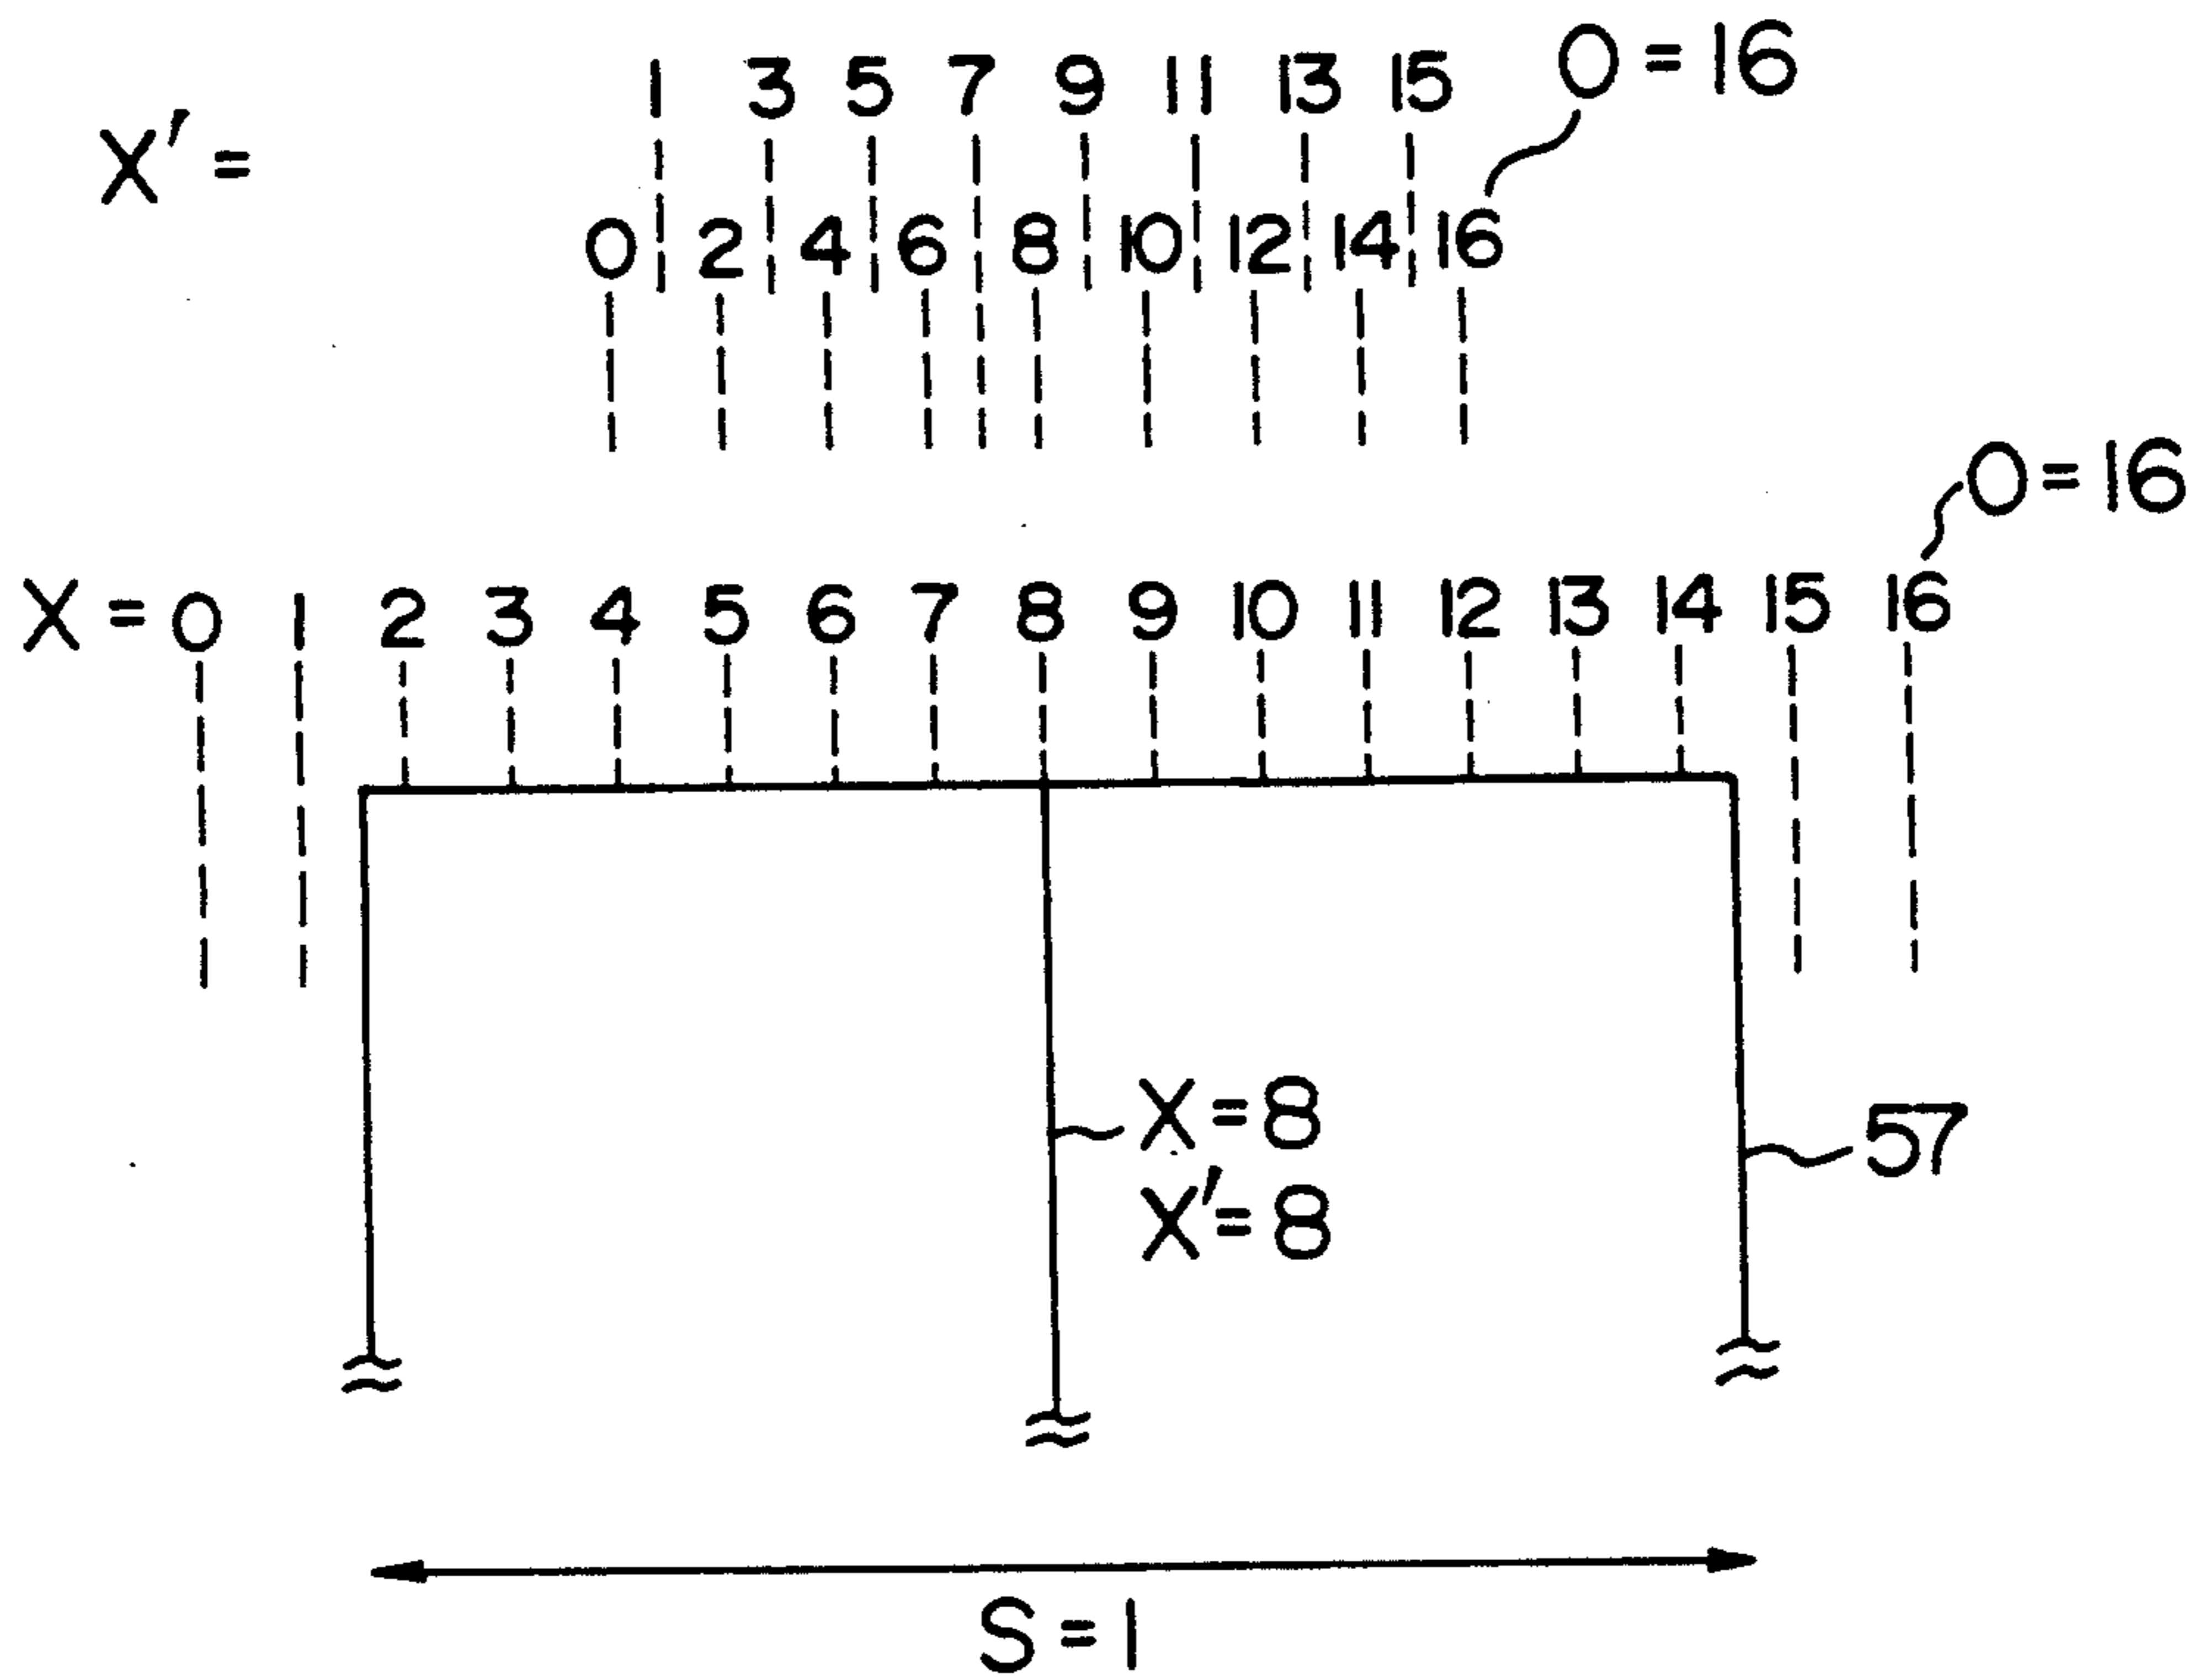 1 3 5 7 9 11 13 15 0=16
X'=
0 2 4 6 8 10 12 14 16
0=16
X=0 1 2 3 4 5 6 7 8 9 10 11 12 13 14 15 16
X=8
X'=8
57
S=1